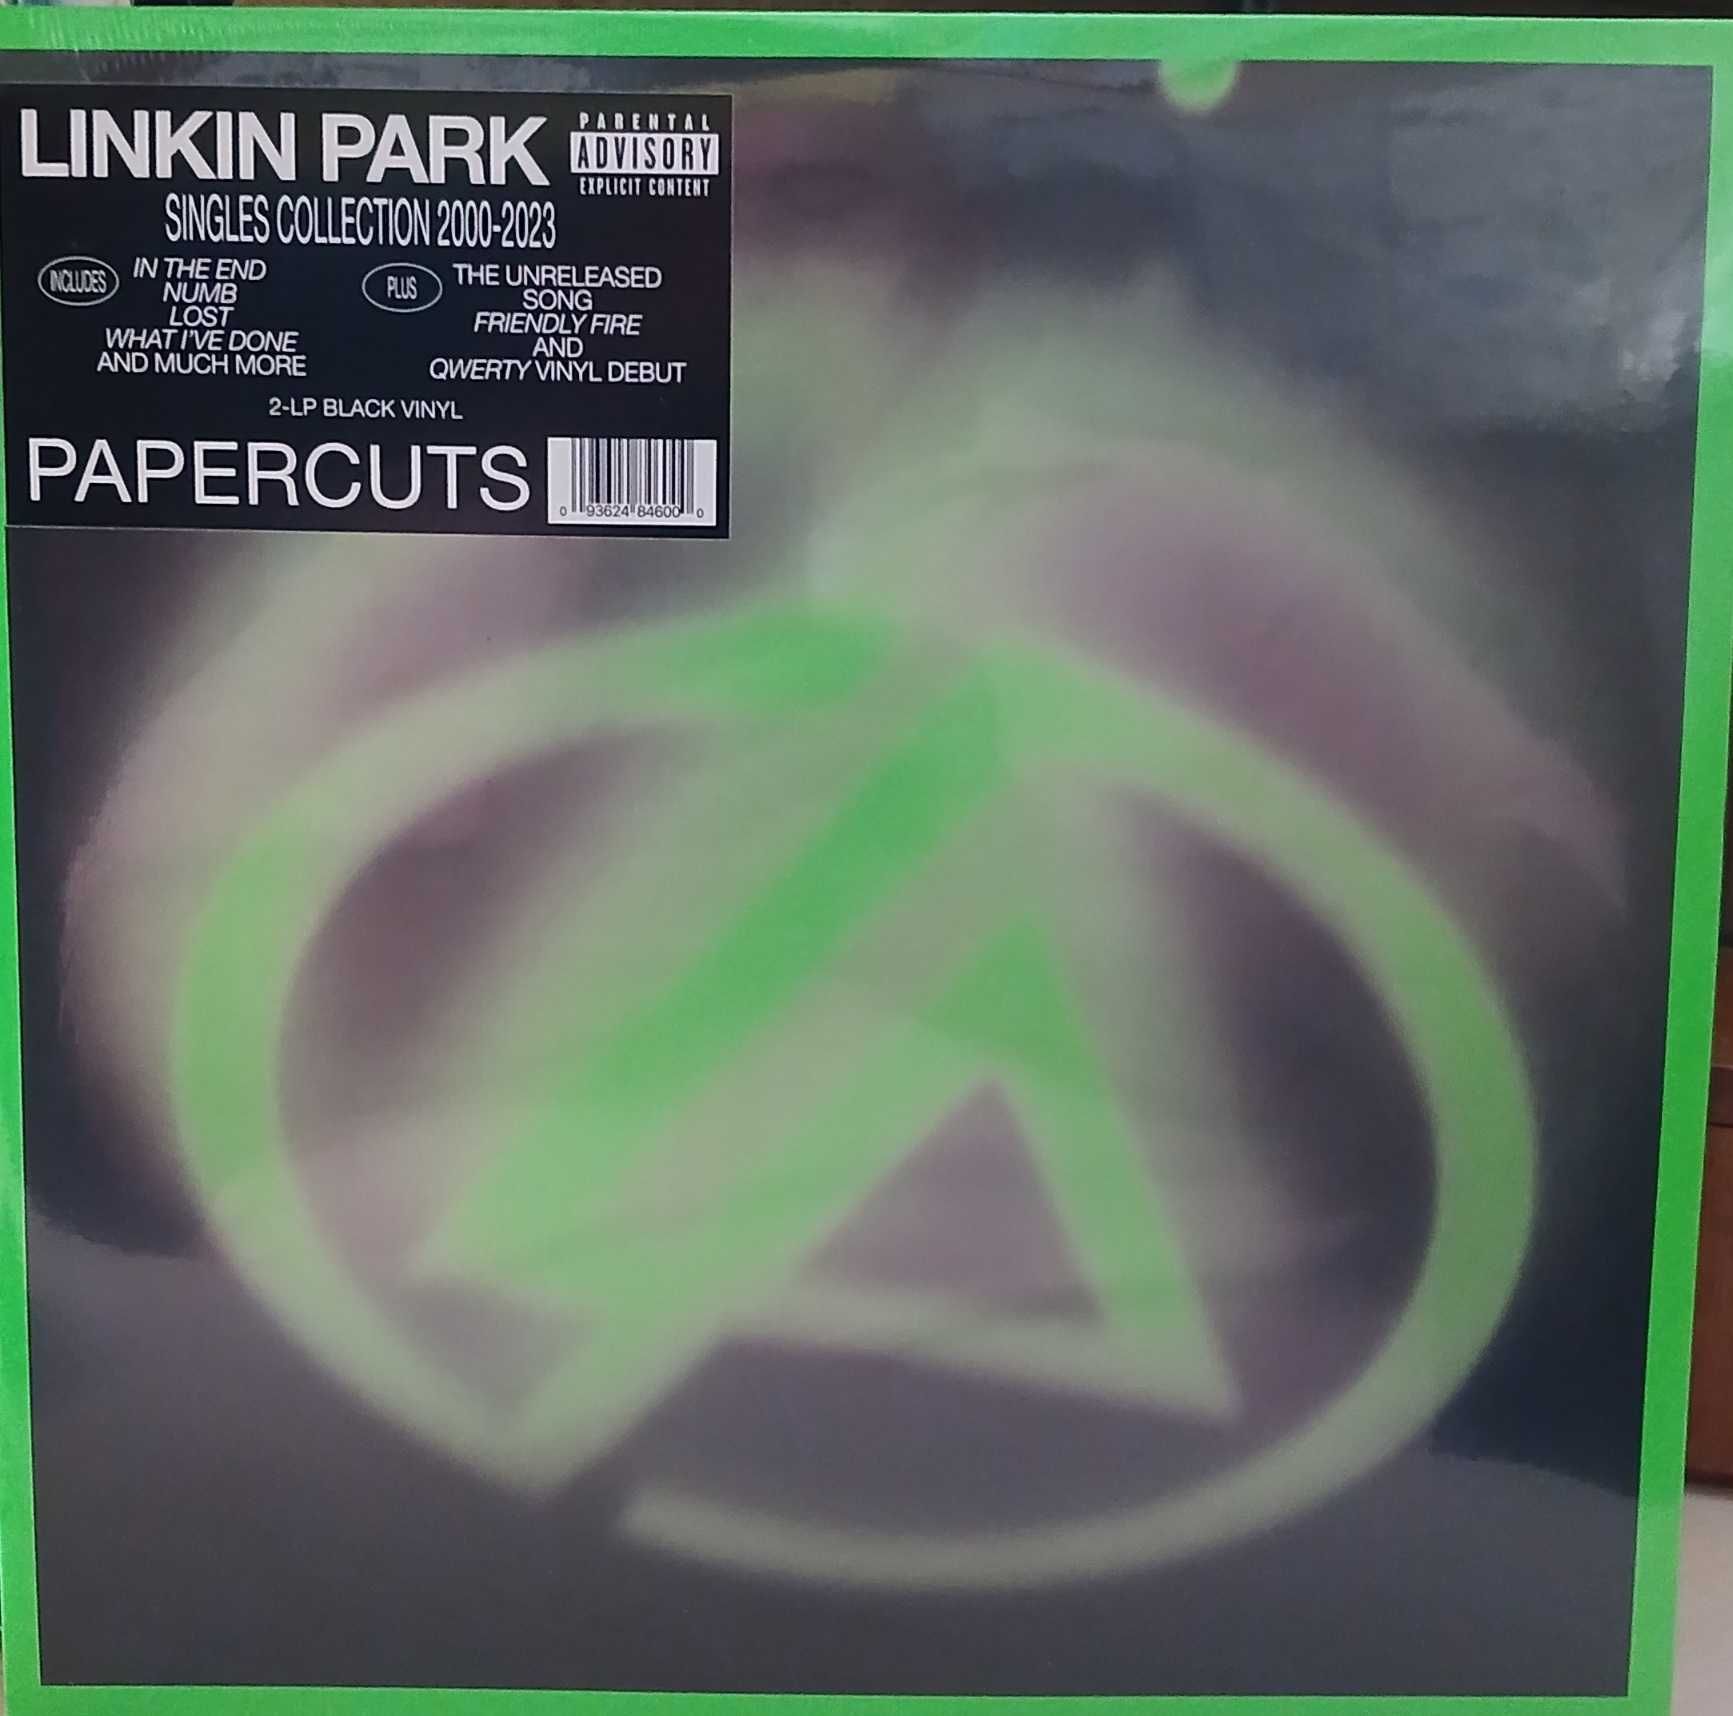 LINKIN PARK
PARENTAL
ADVISORY
EXPLICIT CONTENT
SINGLES COLLECTION 2000-2023
INCLUDES
IN THE END
NUMB
LOST
WHAT I'VE DONE
AND MUCH MORE
PLUS
THE UNRELEASED
SONG
FRIENDLY FIRE
AND
QWERTY VINYL DEBUT
2-LP BLACK VINYL
PAPERCUTS
0 93624 84600 0